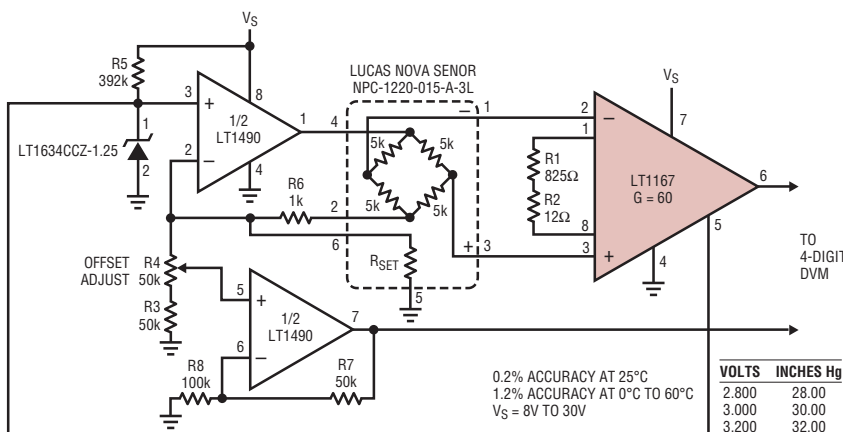 VS
R5
392k
3
+
8
1/2
LT1490
1
4
2
−
4
1
LT1634CCZ-1.25
2
LUCAS NOVA SENOR
NPC-1220-015-A-3L
− 1
5k
5k
5k
5k
R6
1k
2
6
+ 3
RSET
5
OFFSET
ADJUST
R4
50k
R3
50k
5
+
1/2
LT1490
7
6
−
R8
100k
R7
50k
VS
7
2
−
1
R1
825Ω
R2
12Ω
LT1167
G = 60
6
8
3
+
5
4
TO
4-DIGIT
DVM
0.2% ACCURACY AT 25°C
1.2% ACCURACY AT 0°C TO 60°C
VS = 8V TO 30V
VOLTS INCHES Hg
2.800 28.00
3.000 30.00
3.200 32.00